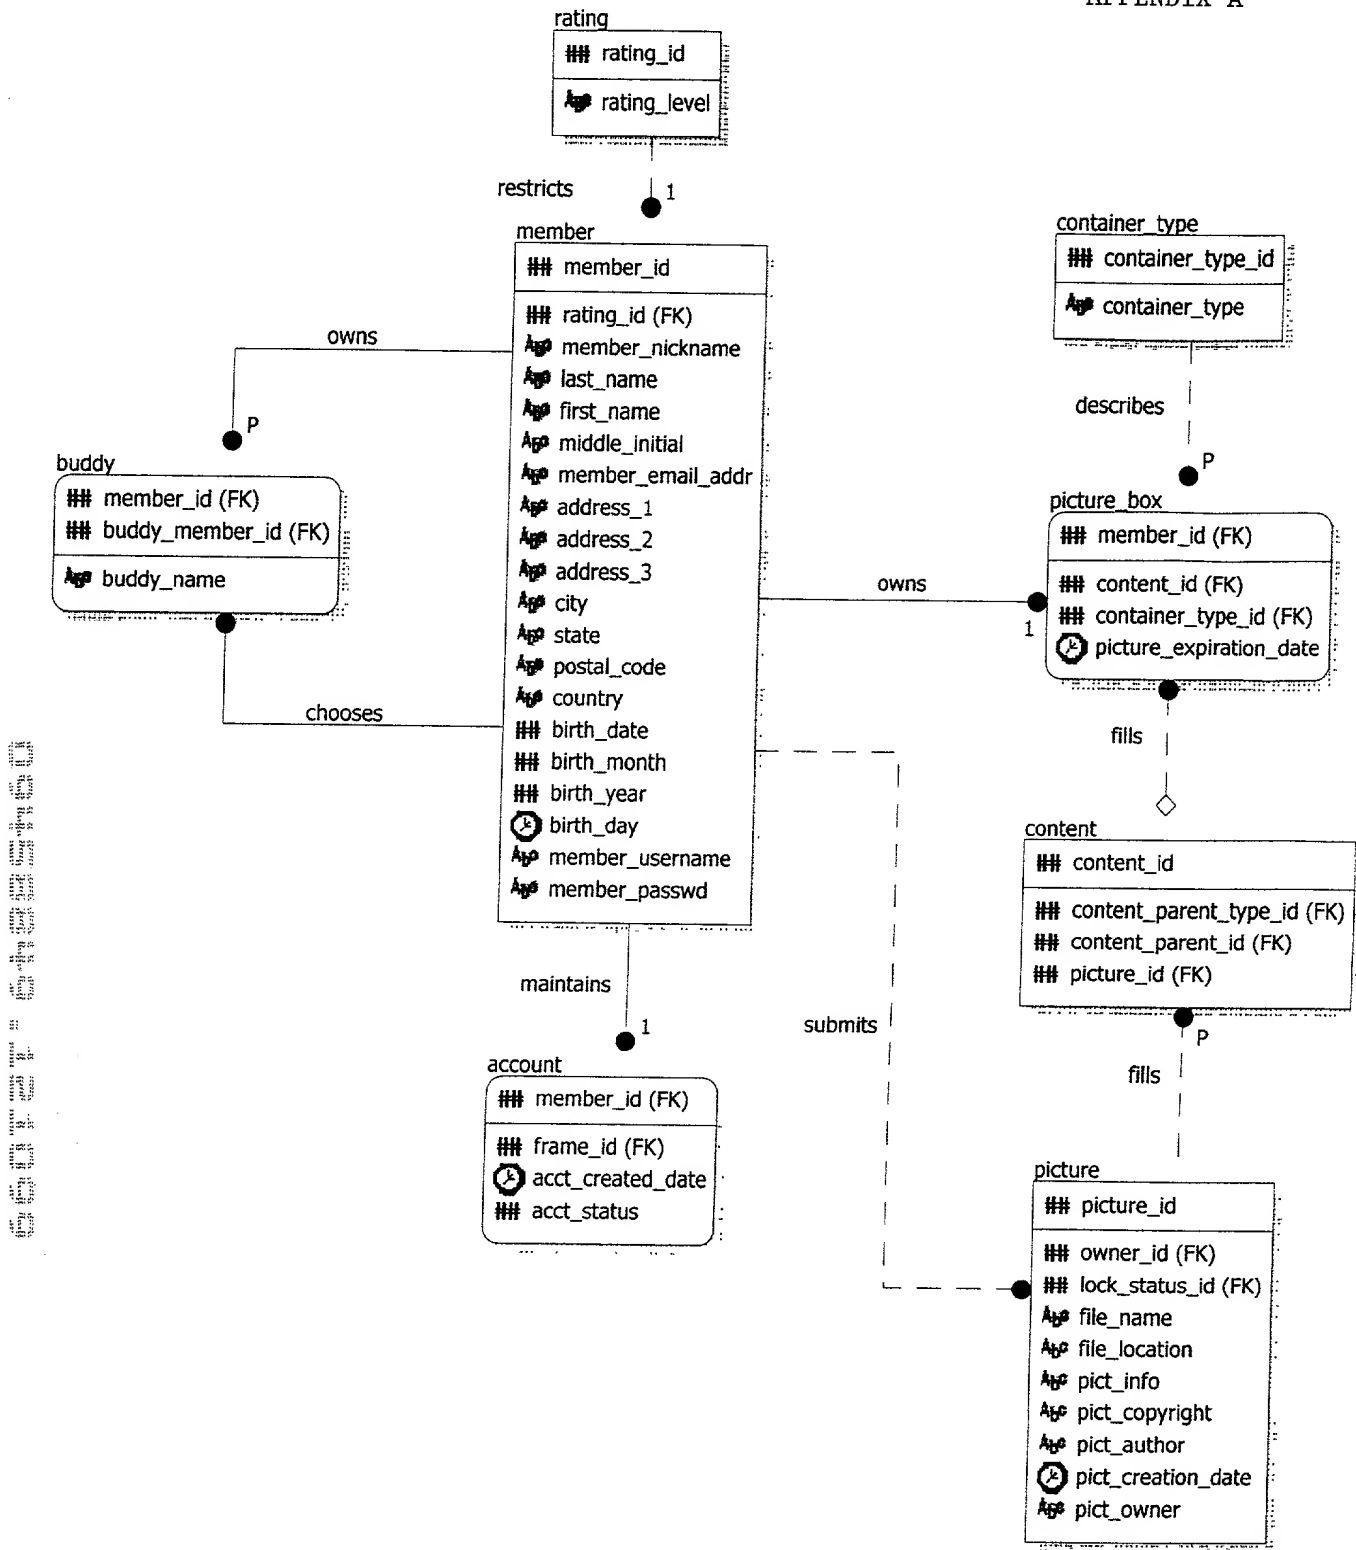 APPENDIX A
rating
rating_id
rating_level
restricts
1
member
member_id
rating_id (FK)
member_nickname
last_name
first_name
middle_initial
member_email_addr
address_1
address_2
address_3
city
state
postal_code
country
birth_date
birth_month
birth_year
birth_day
member_username
member_passwd
owns
P
buddy
member_id (FK)
buddy_member_id (FK)
buddy_name
chooses
maintains
1
account
member_id (FK)
frame_id (FK)
acct_created_date
acct_status
container_type
container_type_id
container_type
describes
P
picture_box
member_id (FK)
content_id (FK)
container_type_id (FK)
picture_expiration_date
owns
1
fills
content
content_id
content_parent_type_id (FK)
content_parent_id (FK)
picture_id (FK)
P
fills
submits
picture
picture_id
owner_id (FK)
lock_status_id (FK)
file_name
file_location
pict_info
pict_copyright
pict_author
pict_creation_date
pict_owner